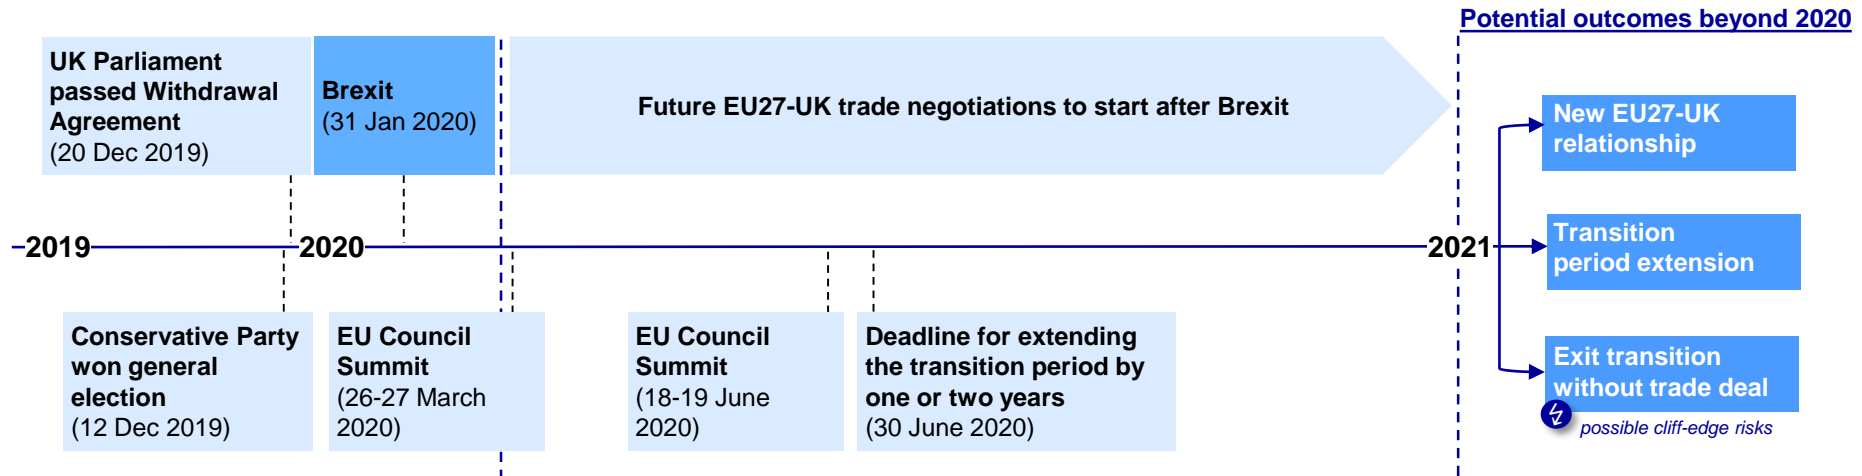 Potential outcomes beyond 2020
UK Parliament
passed Withdrawal
Agreement
(20 Dec 2019)
Brexit
(31 Jan 2020)
Future EU27-UK trade negotiations to start after Brexit
New EU27-UK
relationship
2019
2020
2021
Transition
period extension
Conservative Party
won general
election
(12 Dec 2019)
EU Council
Summit
(26-27 March
2020)
EU Council
Summit
(18-19 June
2020)
Deadline for extending
the transition period by
one or two years
(30 June 2020)
Exit transition
without trade deal
possible cliff-edge risks